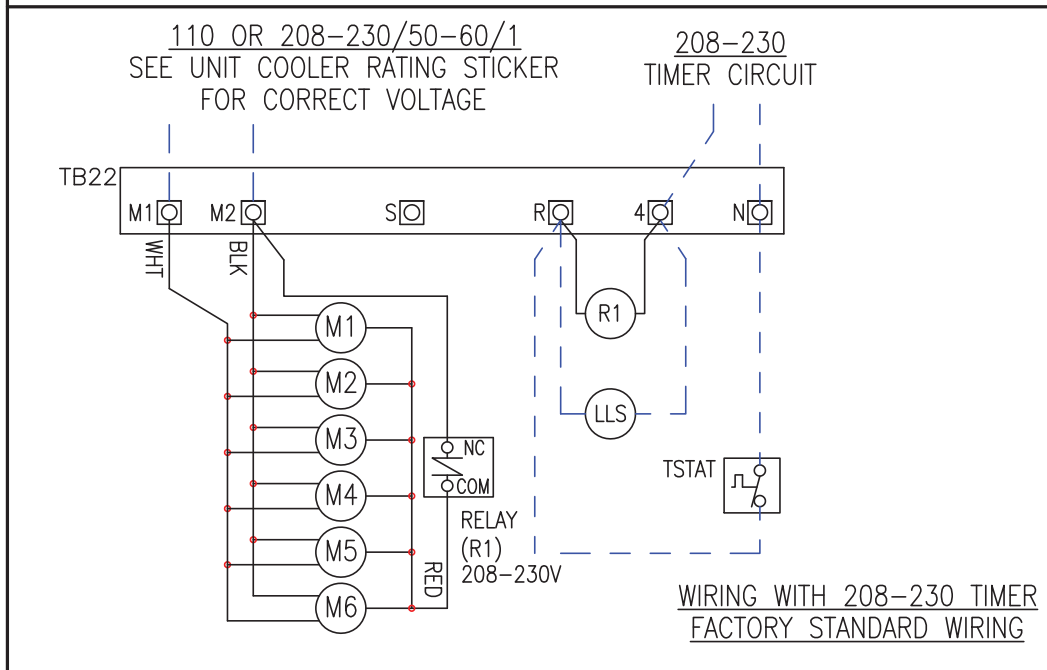 110 OR 208-230/50-60/1
SEE UNIT COOLER RATING STICKER
FOR CORRECT VOLTAGE
208-230
TIMER CIRCUIT
TB22
M1
M2
S
R
4
N
WHT
BLK
M1
M2
M3
M4
M5
M6
NC
COM
RELAY
(R1)
208-230V
RED
R1
LLS
TSTAT
WIRING WITH 208-230 TIMER
FACTORY STANDARD WIRING